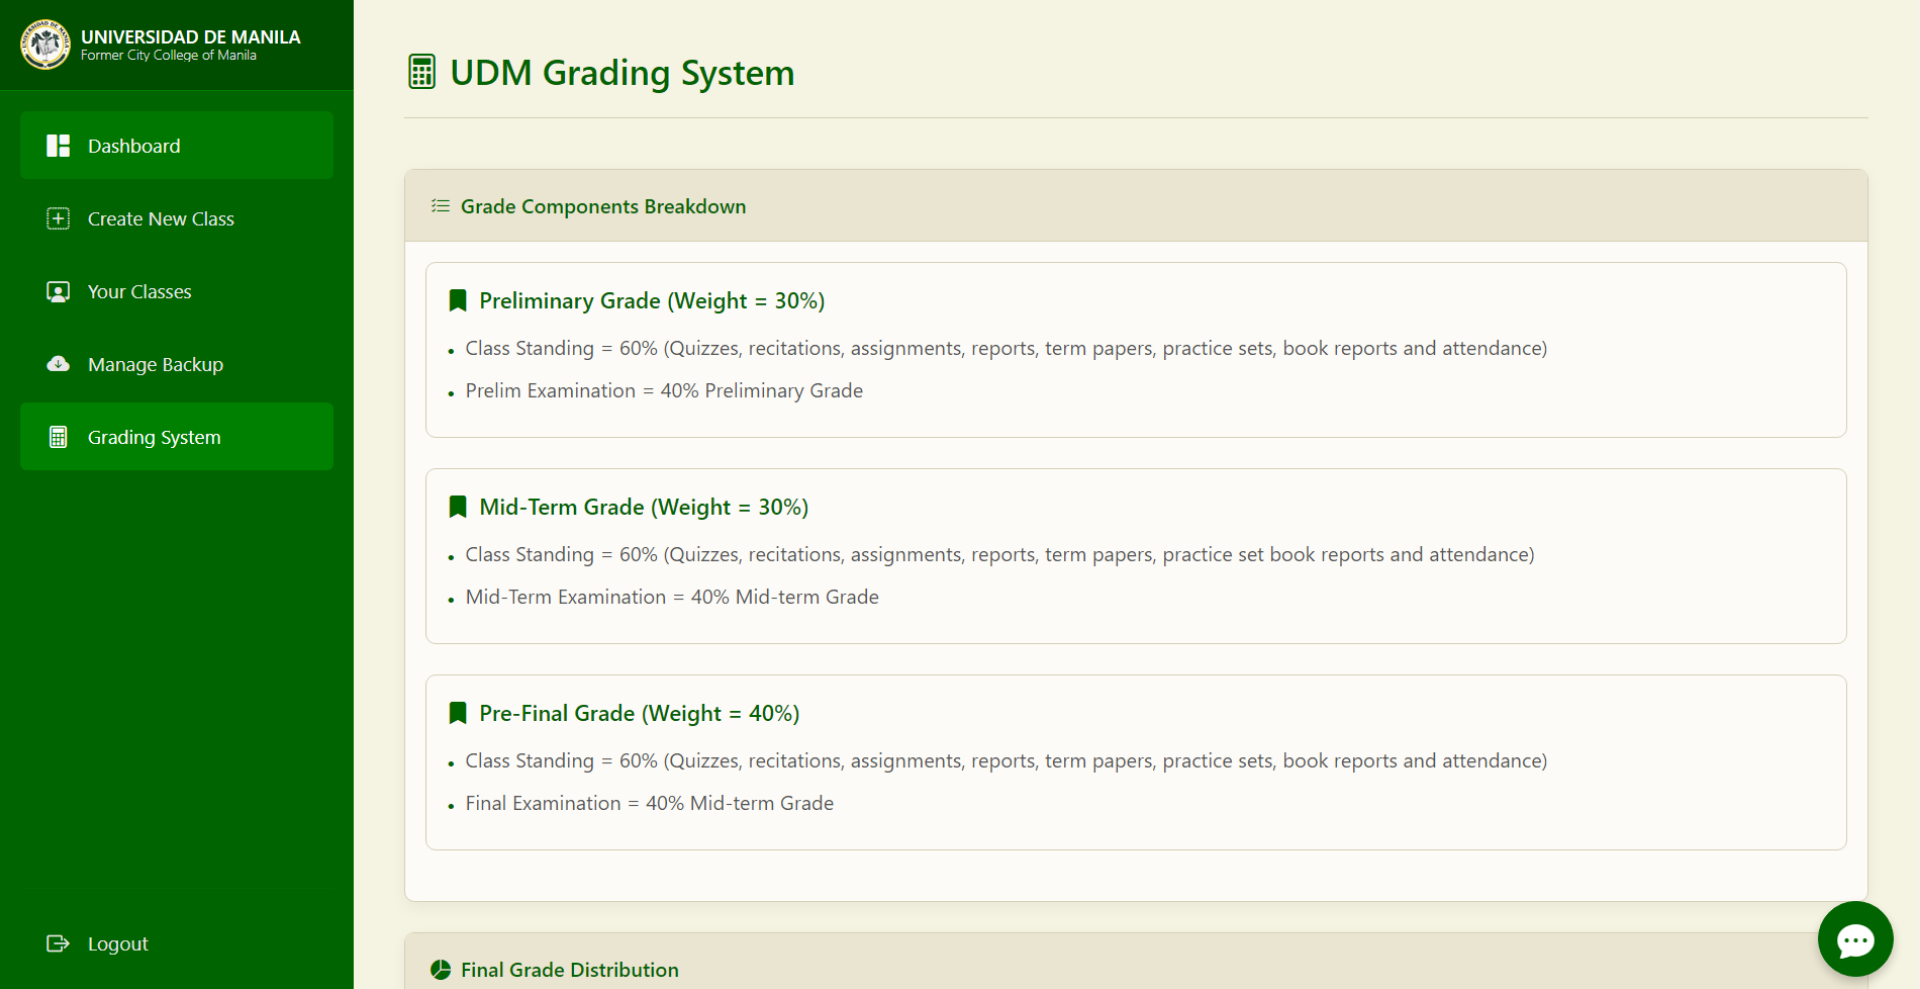 UNIVERSIDAD DE MANILA
Former City College of Manila
Dashboard
Create New Class
Your Classes
Manage Backup
Grading System
Logout
UDM Grading System
Grade Components Breakdown
Preliminary Grade (Weight = 30%)
• Class Standing = 60% (Quizzes, recitations, assignments, reports, term papers, practice sets, book reports and attendance)
• Prelim Examination = 40% Preliminary Grade
Mid-Term Grade (Weight = 30%)
• Class Standing = 60% (Quizzes, recitations, assignments, reports, term papers, practice set book reports and attendance)
• Mid-Term Examination = 40% Mid-term Grade
Pre-Final Grade (Weight = 40%)
• Class Standing = 60% (Quizzes, recitations, assignments, reports, term papers, practice sets, book reports and attendance)
• Final Examination = 40% Mid-term Grade
Final Grade Distribution